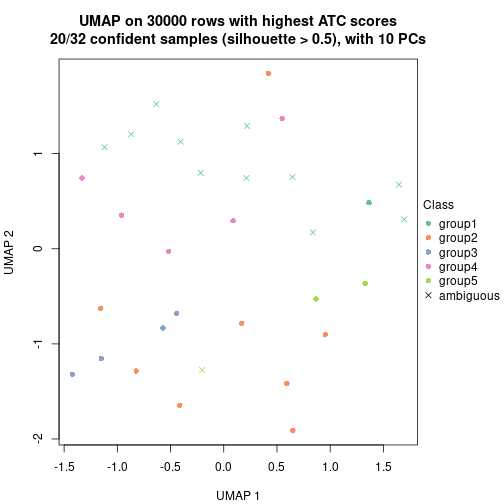 UMAP on 30000 rows with highest ATC scores
20/32 confident samples (silhouette > 0.5), with 10 PCs
UMAP 2
1
0
-1
-2
-1.5
-1.0
-0.5
0.0
0.5
1.0
1.5
UMAP 1
Class
group1
group2
group3
group4
group5
ambiguous